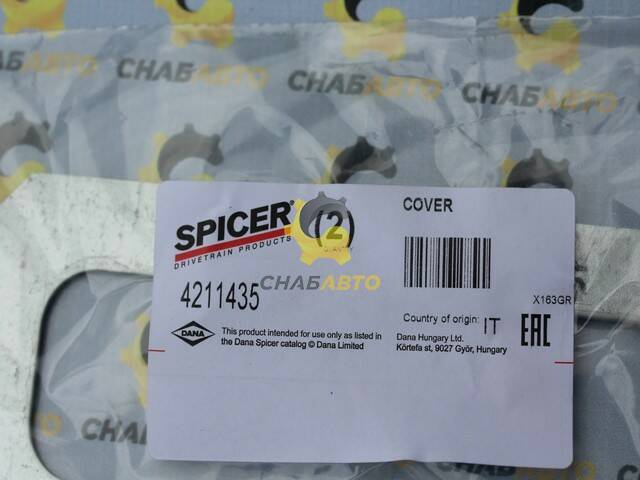 СНАБАВТО
СНАБАВТО
СНАБАВТО
SPICER®
DRIVETRAIN PRODUCTS
(2)
COVER
4211435
СНАБАВТО
X163GR
Country of origin: IT
EAC
DANA
This product intended for use only as listed in
the Dana Spicer catalog © Dana Limited
Dana Hungary Ltd.
Körtefa st, 9027 Győr, Hungary
СНАБАВТО